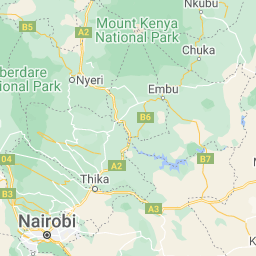 Nkubu
Mount Kenya
National Park
B5
A2
Chuka
berdare
National Park
Nyeri
Embu
B6
A2
B7
04
Thika
B3
A3
Nairobi